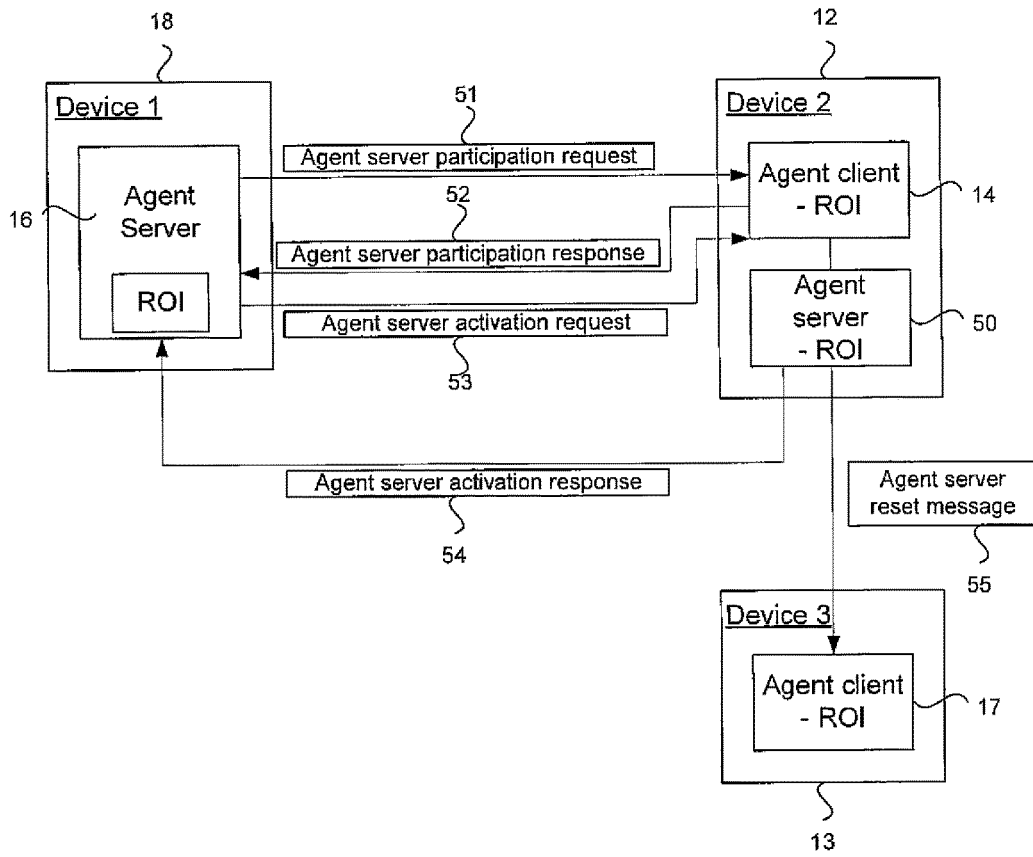 18
12
Device 1
51
Device 2
Agent server participation request
Agent client
- ROI
16
Agent
Server
52
14
Agent server participation response
ROI
Agent
server
- ROI
50
Agent server activation request
53
Agent server activation response
54
Agent server
reset message
55
Device 3
Agent client
- ROI
17
13